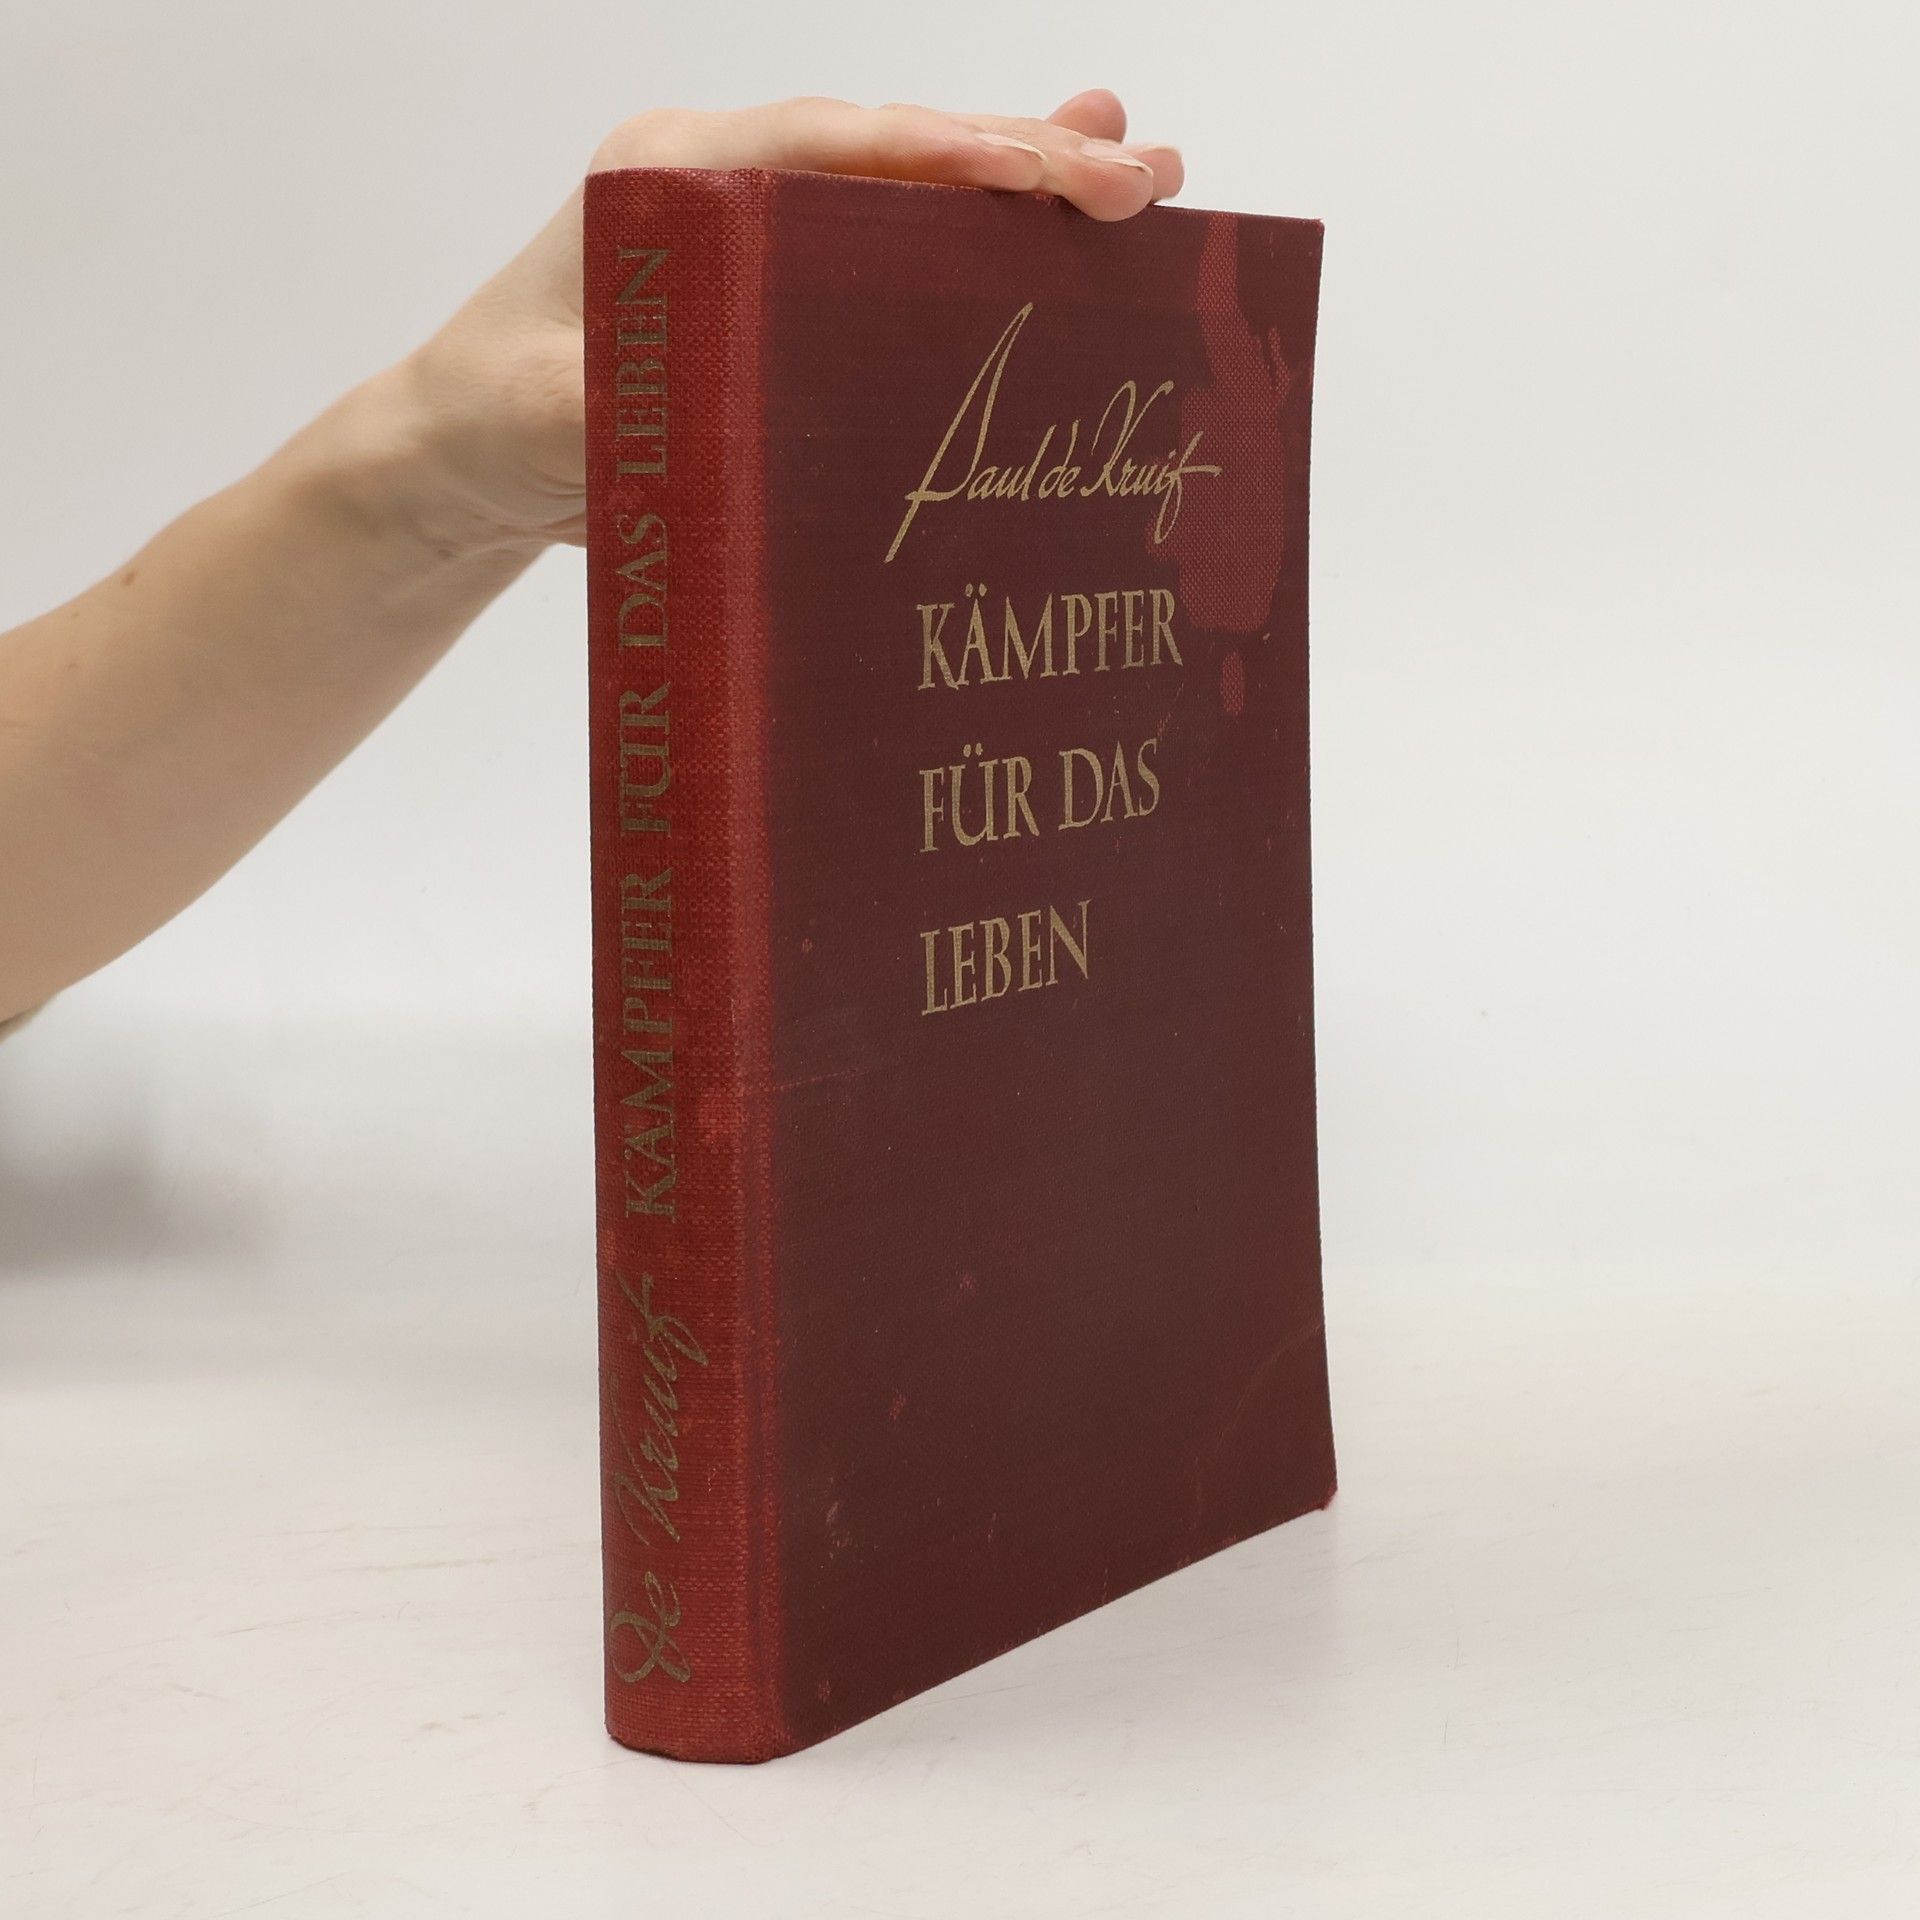 Paul de Kruif
KÄMPFER
FÜR DAS
LEBEN
De Kruif KÄMPFER FÜR DAS LEBEN